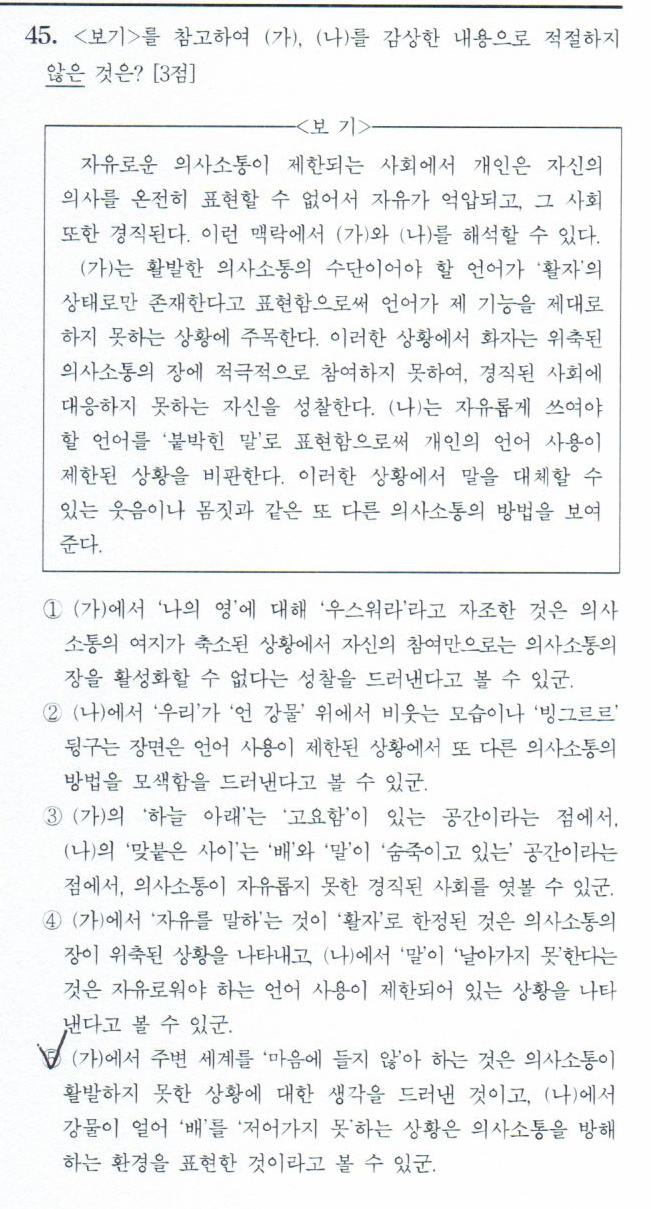 45. <보기>를 참고하여 (가), (나)를 감상한 내용으로 적절하지
않은 것은? [3점]
<보 기>
자유로운 의사소통이 제한되는 사회에서 개인은 자신의
의사를 온전히 표현할 수 없어서 자유가 억압되고, 그 사회
또한 경직된다. 이런 맥락에서 (가)와 (나)를 해석할 수 있다.
(가)는 활발한 의사소통의 수단이어야 할 언어가 ‘활자’의
상태로만 존재한다고 표현함으로써 언어가 제 기능을 제대로
하지 못하는 상황에 주목한다. 이러한 상황에서 화자는 위축된
의사소통의 장에 적극적으로 참여하지 못하여, 경직된 사회에
대응하지 못하는 자신을 성찰한다. (나)는 자유롭게 쓰여야
할 언어를 ‘붙박힌 말’로 표현함으로써 개인의 언어 사용이
제한된 상황을 비판한다. 이러한 상황에서 말을 대체할 수
있는 웃음이나 몸짓과 같은 또 다른 의사소통의 방법을 보여
준다.
① (가)에서 ‘나의 영’에 대해 ‘우스워라’라고 자조한 것은 의사
소통의 여지가 축소된 상황에서 자신의 참여만으로는 의사소통의
장을 활성화할 수 없다는 성찰을 드러낸다고 볼 수 있군.
② (나)에서 ‘우리’가 ‘언 강물’ 위에서 비웃는 모습이나 ‘빙그르르’
뒹구는 장면은 언어 사용이 제한된 상황에서 또 다른 의사소통의
방법을 모색함을 드러낸다고 볼 수 있군.
③ (가)의 ‘하늘 아래’는 ‘고요함’이 있는 공간이라는 점에서,
(나)의 ‘맞붙은 사이’는 ‘배’와 ‘말’이 ‘숨죽이고 있는’ 공간이라는
점에서, 의사소통이 자유롭지 못한 경직된 사회를 엿볼 수 있군.
④ (가)에서 ‘자유를 말하’는 것이 ‘활자’로 한정된 것은 의사소통의
장이 위축된 상황을 나타내고, (나)에서 ‘말’이 ‘날아가지 못’한다는
것은 자유로워야 하는 언어 사용이 제한되어 있는 상황을 나타
낸다고 볼 수 있군.
⑤ (가)에서 주변 세계를 ‘마음에 들지 않’아 하는 것은 의사소통이
활발하지 못한 상황에 대한 생각을 드러낸 것이고, (나)에서
강물이 얼어 ‘배’를 ‘저어가지 못’하는 상황은 의사소통을 방해
하는 환경을 표현한 것이라고 볼 수 있군.